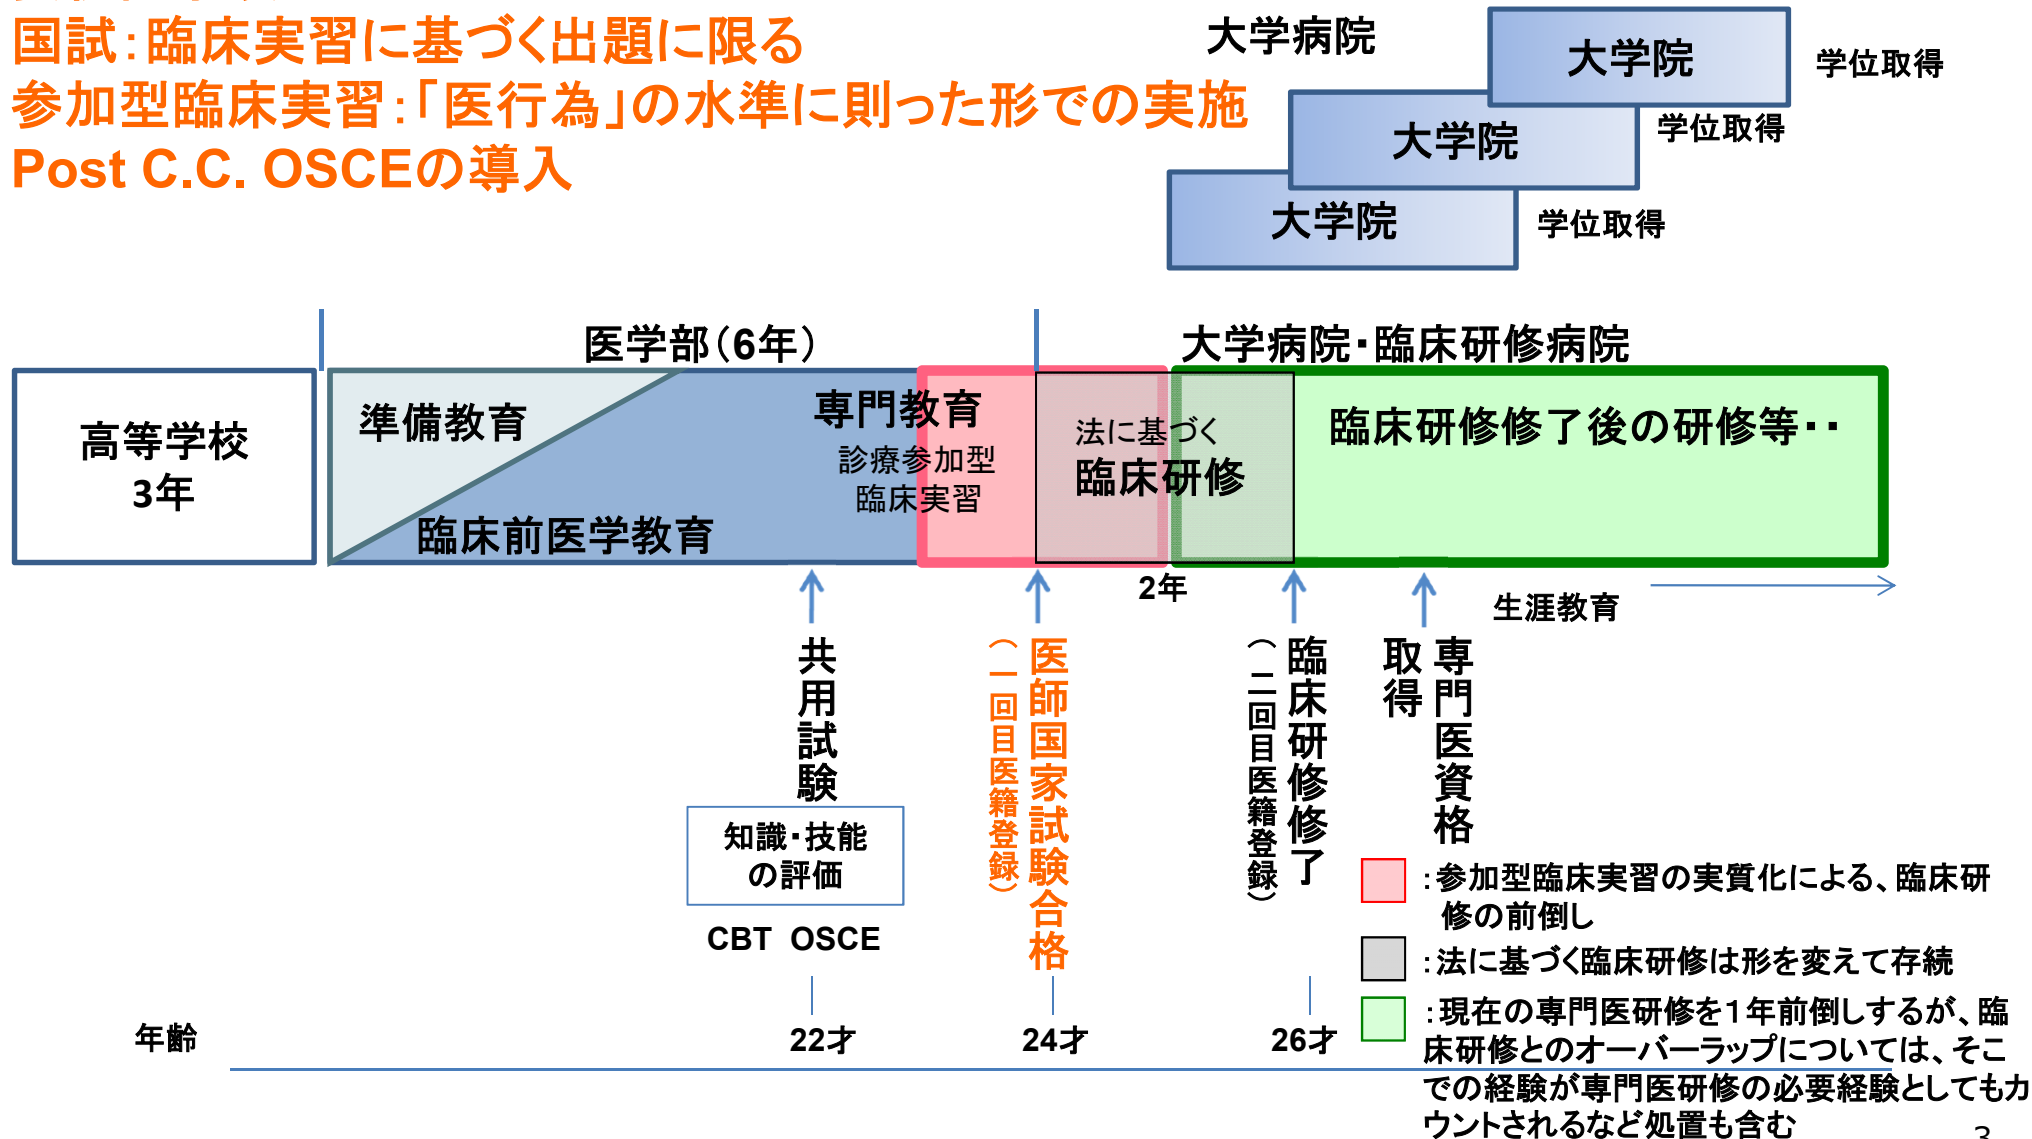 国試：臨床実習に基づく出題に限る
参加型臨床実習：「医行為」の水準に則った形での実施
Post C.C. OSCEの導入
大学病院
大学院
学位取得
大学院
学位取得
大学院
学位取得
医学部（6年）
大学病院・臨床研修病院
高等学校
3年
準備教育
臨床前医学教育
専門教育
診療参加型
臨床実習
法に基づく
臨床研修
臨床研修修了後の研修等・・
2年
生涯教育
共用試験
知識・技能
の評価
CBT OSCE
医師国家試験合格
（一回目医籍登録）
臨床研修修了
（二回目医籍登録）
専門医資格
取得
：参加型臨床実習の実質化による、臨床研
修の前倒し
：法に基づく臨床研修は形を変えて存続
：現在の専門医研修を１年前倒しするが、臨
床研修とのオーバーラップについては、そこ
での経験が専門医研修の必要経験としてもカ
ウントされるなど処置も含む
年齢
22才
24才
26才